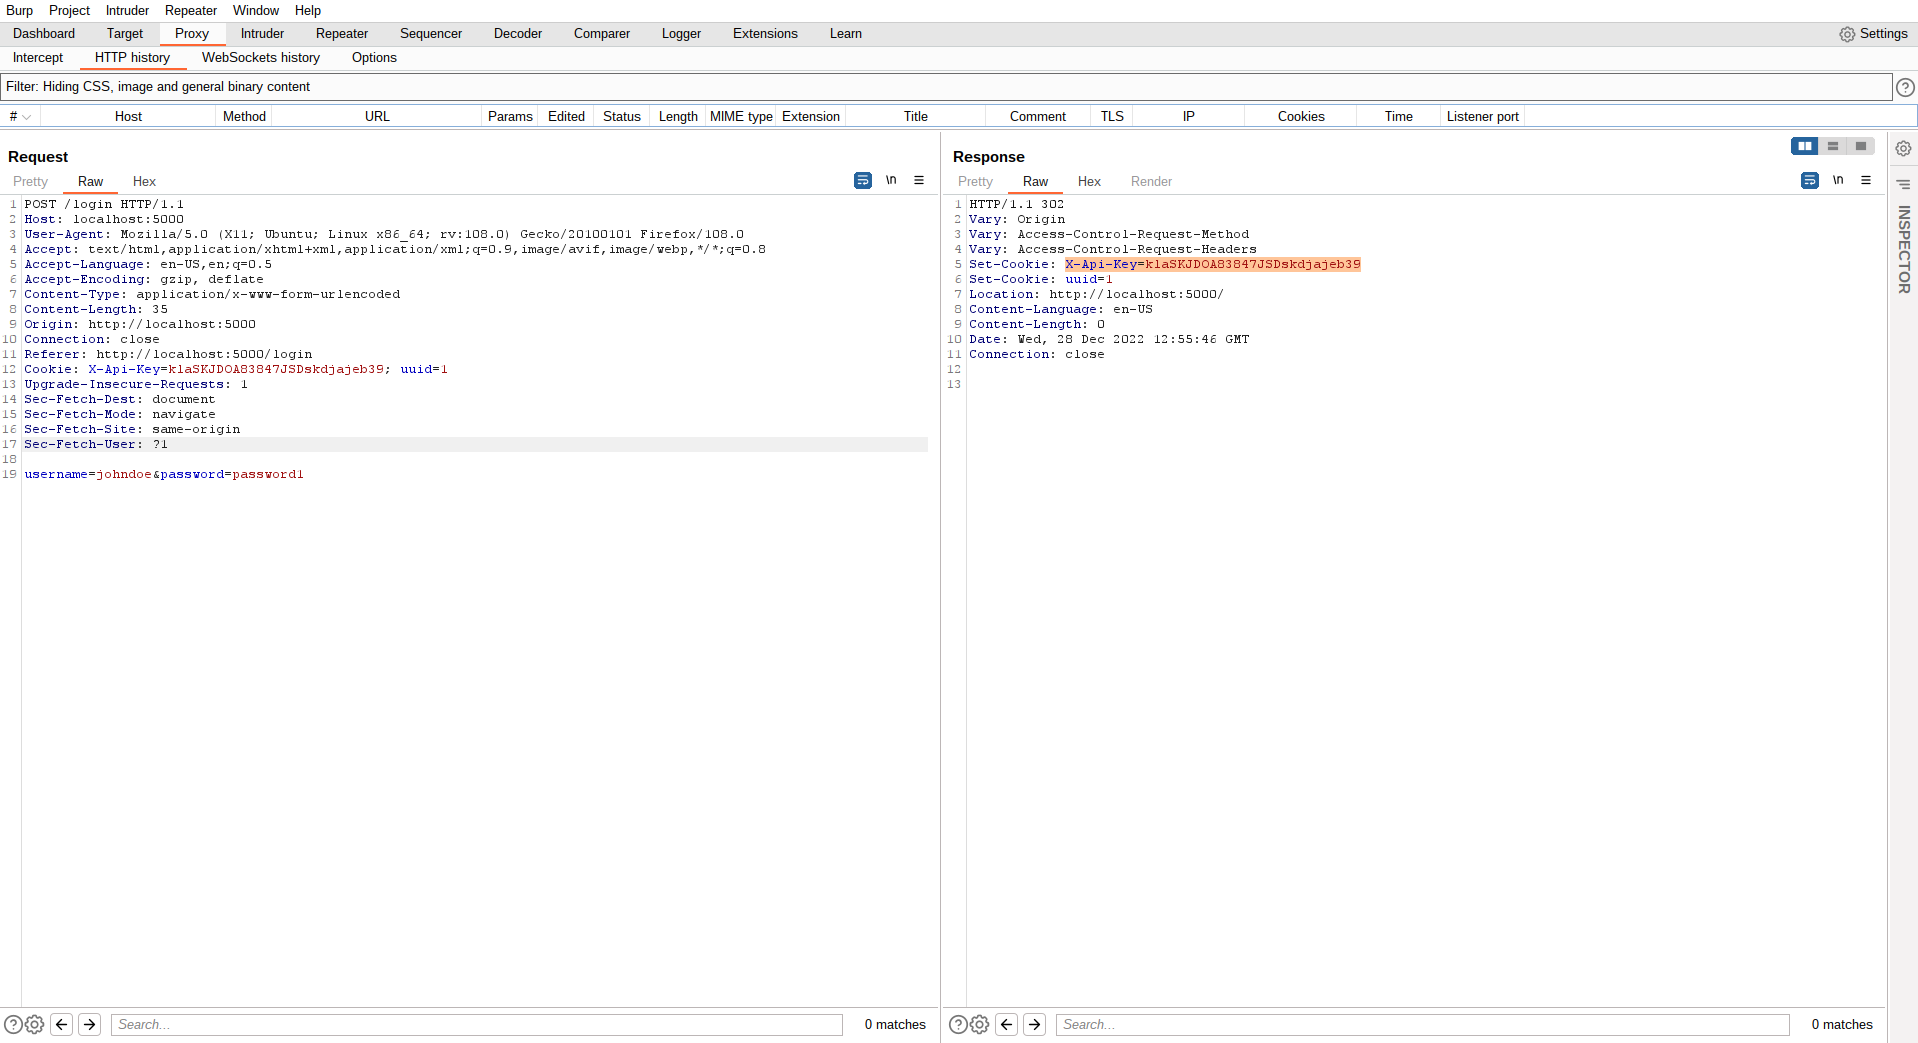 Burp Project Intruder Repeater Window Help
Dashboard Target Proxy Intruder Repeater Sequencer Decoder Comparer Logger Extensions Learn Settings
Intercept HTTP history WebSockets history Options
Filter: Hiding CSS, image and general binary content
# Host Method URL Params Edited Status Length MIME type Extension Title Comment TLS IP Cookies Time Listener port
Request
Pretty Raw Hex \n
1 POST /login HTTP/1.1
2 Host: localhost:5000
3 User-Agent: Mozilla/5.0 (X11; Ubuntu; Linux x86_64; rv:108.0) Gecko/20100101 Firefox/108.0
4 Accept: text/html,application/xhtml+xml,application/xml;q=0.9,image/avif,image/webp,*/*;q=0.8
5 Accept-Language: en-US,en;q=0.5
6 Accept-Encoding: gzip, deflate
7 Content-Type: application/x-www-form-urlencoded
8 Content-Length: 35
9 Origin: http://localhost:5000
10 Connection: close
11 Referer: http://localhost:5000/login
12 Cookie: X-Api-Key=klaSKJDOA83847JSDskdjajeb39; uuid=1
13 Upgrade-Insecure-Requests: 1
14 Sec-Fetch-Dest: document
15 Sec-Fetch-Mode: navigate
16 Sec-Fetch-Site: same-origin
17 Sec-Fetch-User: ?1
18
19 username=johndoe&password=password1
Search... 0 matches
Response
Pretty Raw Hex Render \n
1 HTTP/1.1 302
2 Vary: Origin
3 Vary: Access-Control-Request-Method
4 Vary: Access-Control-Request-Headers
5 Set-Cookie: X-Api-Key=klaSKJDOA83847JSDskdjajeb39
6 Set-Cookie: uuid=1
7 Location: http://localhost:5000/
8 Content-Language: en-US
9 Content-Length: 0
10 Date: Wed, 28 Dec 2022 12:55:46 GMT
11 Connection: close
12
13
Search... 0 matches
INSPECTOR